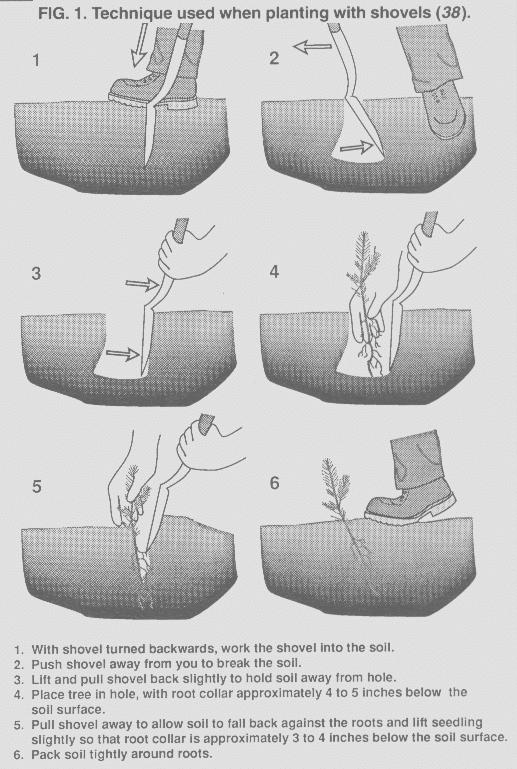 FIG. 1. Technique used when planting with shovels (38).
1
2
3
4
5
6
1. With shovel turned backwards, work the shovel into the soil.
2. Push shovel away from you to break the soil.
3. Lift and pull shovel back slightly to hold soil away from hole.
4. Place tree in hole, with root collar approximately 4 to 5 inches below the
soil surface.
5. Pull shovel away to allow soil to fall back against the roots and lift seedling
slightly so that root collar is approximately 3 to 4 inches below the soil surface.
6. Pack soil tightly around roots.